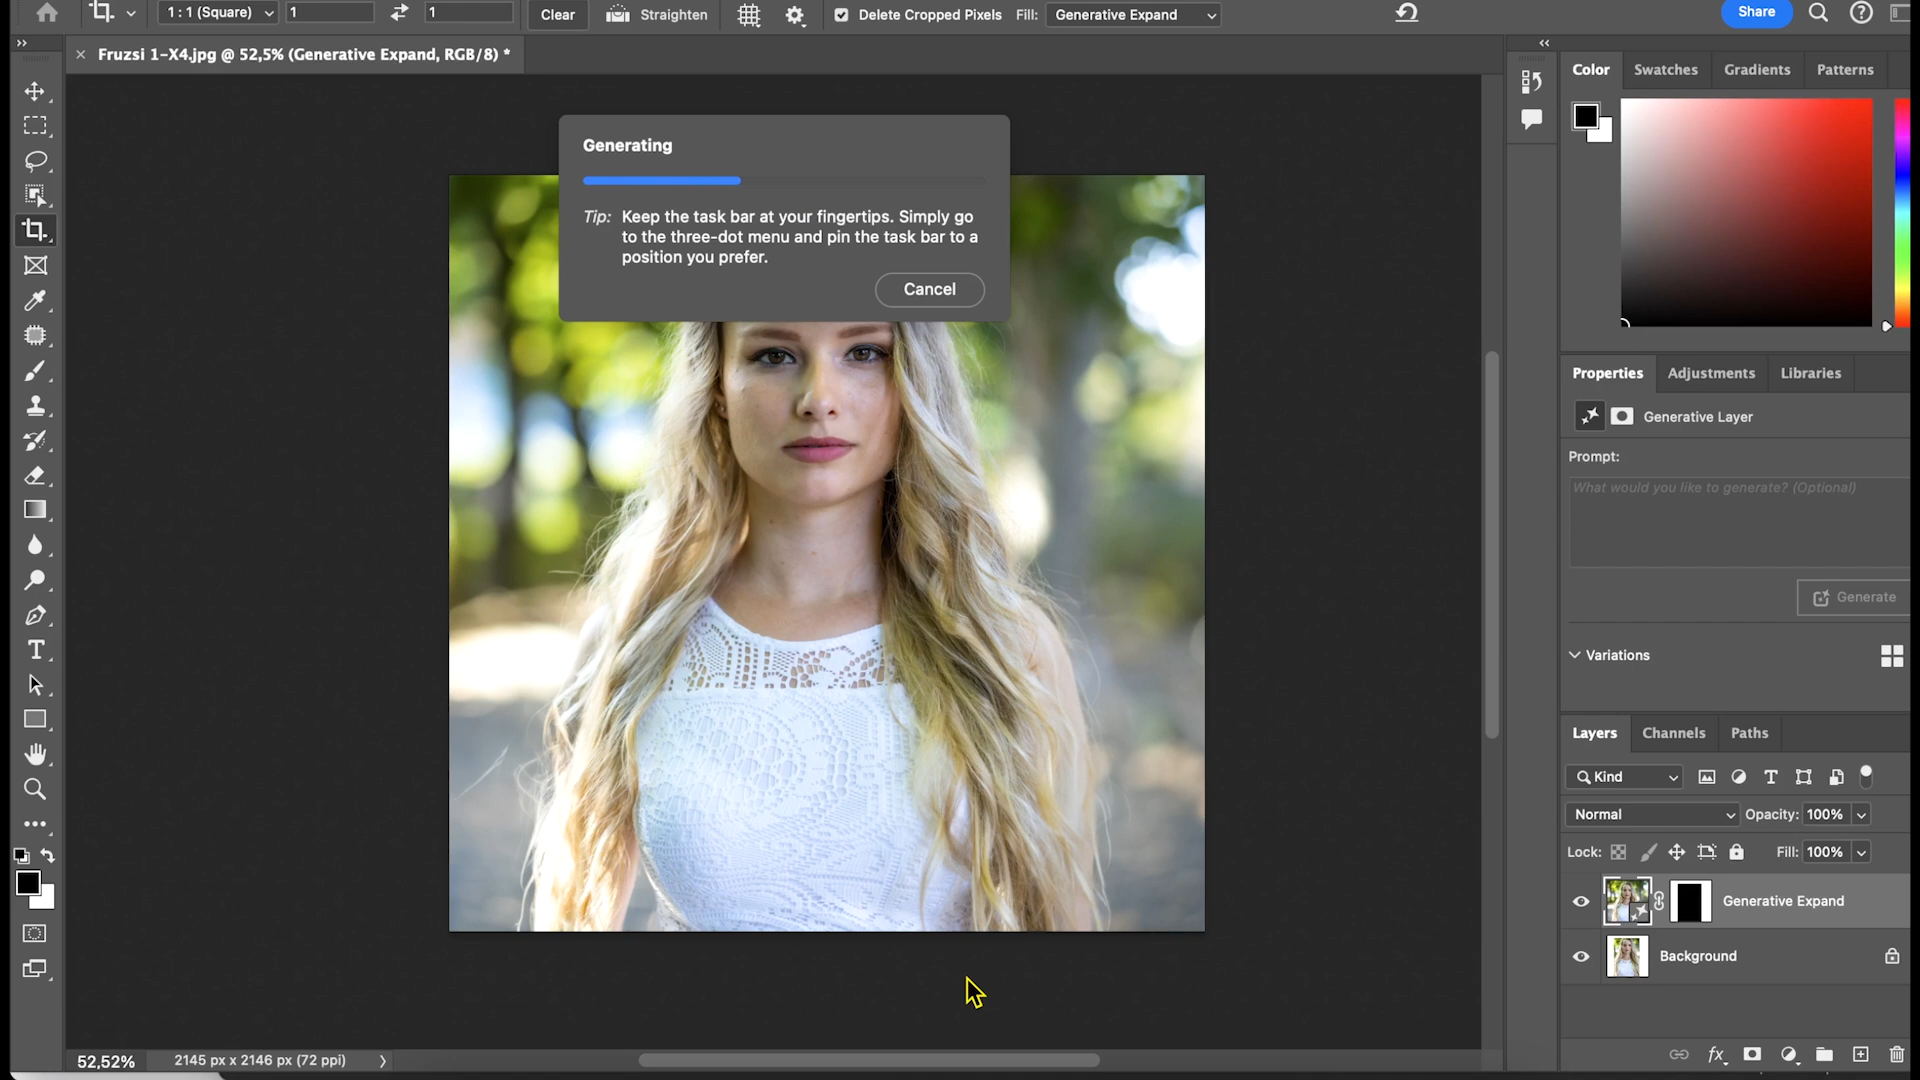 1 : 1 (Square)
1
1
Clear
Straighten
Delete Cropped Pixels
Fill:
Generative Expand
Share
Fruzsi 1-X4.jpg @ 52,5% (Generative Expand, RGB/8) *
Color
Swatches
Gradients
Patterns
Generating
Tip: Keep the task bar at your fingertips. Simply go
to the three-dot menu and pin the task bar to a
position you prefer.
Cancel
Properties
Adjustments
Libraries
Generative Layer
Prompt:
What would you like to generate? (Optional)
Generate
Variations
Layers
Channels
Paths
Kind
Normal
Opacity: 100%
Lock:
Fill: 100%
Generative Expand
Background
52,52%
2145 px x 2146 px (72 ppi)